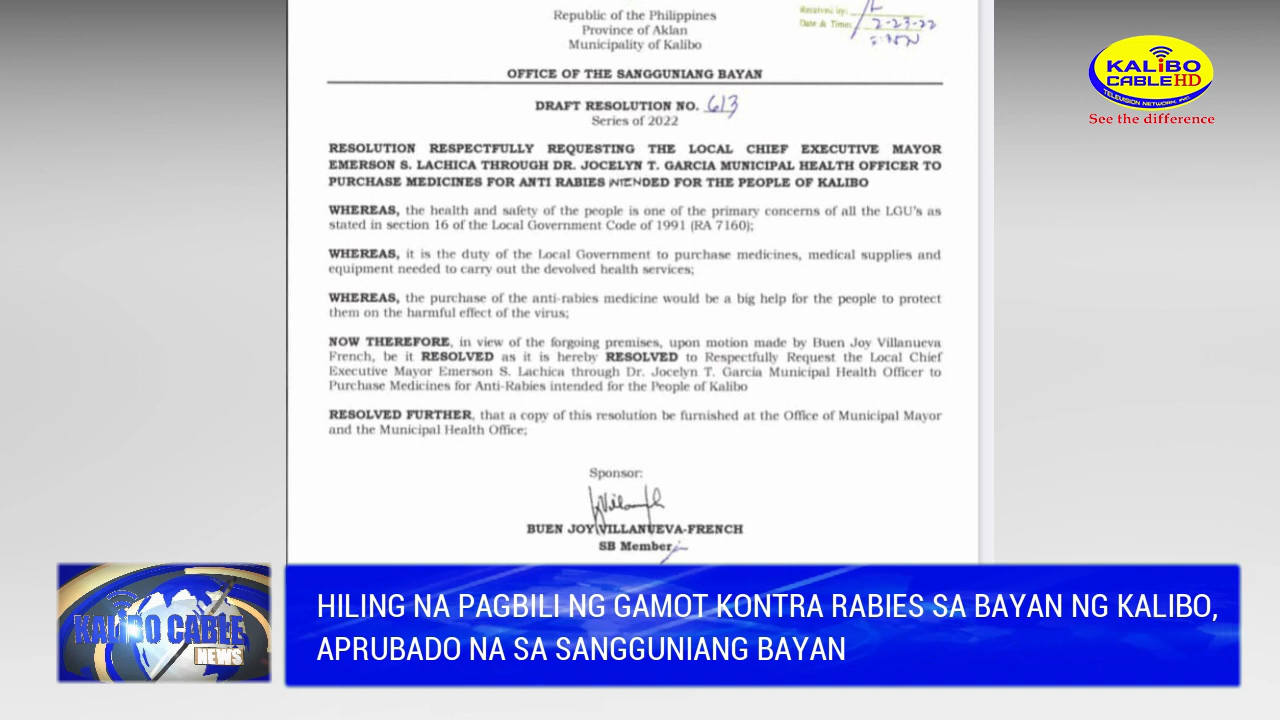 Republic of the Philippines
Province of Aklan
Municipality of Kalibo
Received by:
Date & Time: 2-23-22
OFFICE OF THE SANGGUNIANG BAYAN
DRAFT RESOLUTION NO. 613
Series of 2022
RESOLUTION RESPECTFULLY REQUESTING THE LOCAL CHIEF EXECUTIVE MAYOR
EMERSON S. LACHICA THROUGH DR. JOCELYN T. GARCIA MUNICIPAL HEALTH OFFICER TO
PURCHASE MEDICINES FOR ANTI RABIES INTENDED FOR THE PEOPLE OF KALIBO
WHEREAS, the health and safety of the people is one of the primary concerns of all the LGU's as
stated in section 16 of the Local Government Code of 1991 (RA 7160);
WHEREAS, it is the duty of the Local Government to purchase medicines, medical supplies and
equipment needed to carry out the devolved health services;
WHEREAS, the purchase of the anti-rabies medicine would be a big help for the people to protect
them on the harmful effect of the virus;
NOW THEREFORE, in view of the forgoing premises, upon motion made by Buen Joy Villanueva
French, be it RESOLVED as it is hereby RESOLVED to Respectfully Request the Local Chief
Executive Mayor Emerson S. Lachica through Dr. Jocelyn T. Garcia Municipal Health Officer to
Purchase Medicines for Anti-Rabies intended for the People of Kalibo
RESOLVED FURTHER, that a copy of this resolution be furnished at the Office of Municipal Mayor
and the Municipal Health Office;
Sponsor:
BUEN JOY VILLANUEVA-FRENCH
SB Member
KALIBO
CABLE HD
TELEVISION NETWORK, INC.
See the difference
KALIBO CABLE
NEWS
HILING NA PAGBILI NG GAMOT KONTRA RABIES SA BAYAN NG KALIBO,
APRUBADO NA SA SANGGUNIANG BAYAN